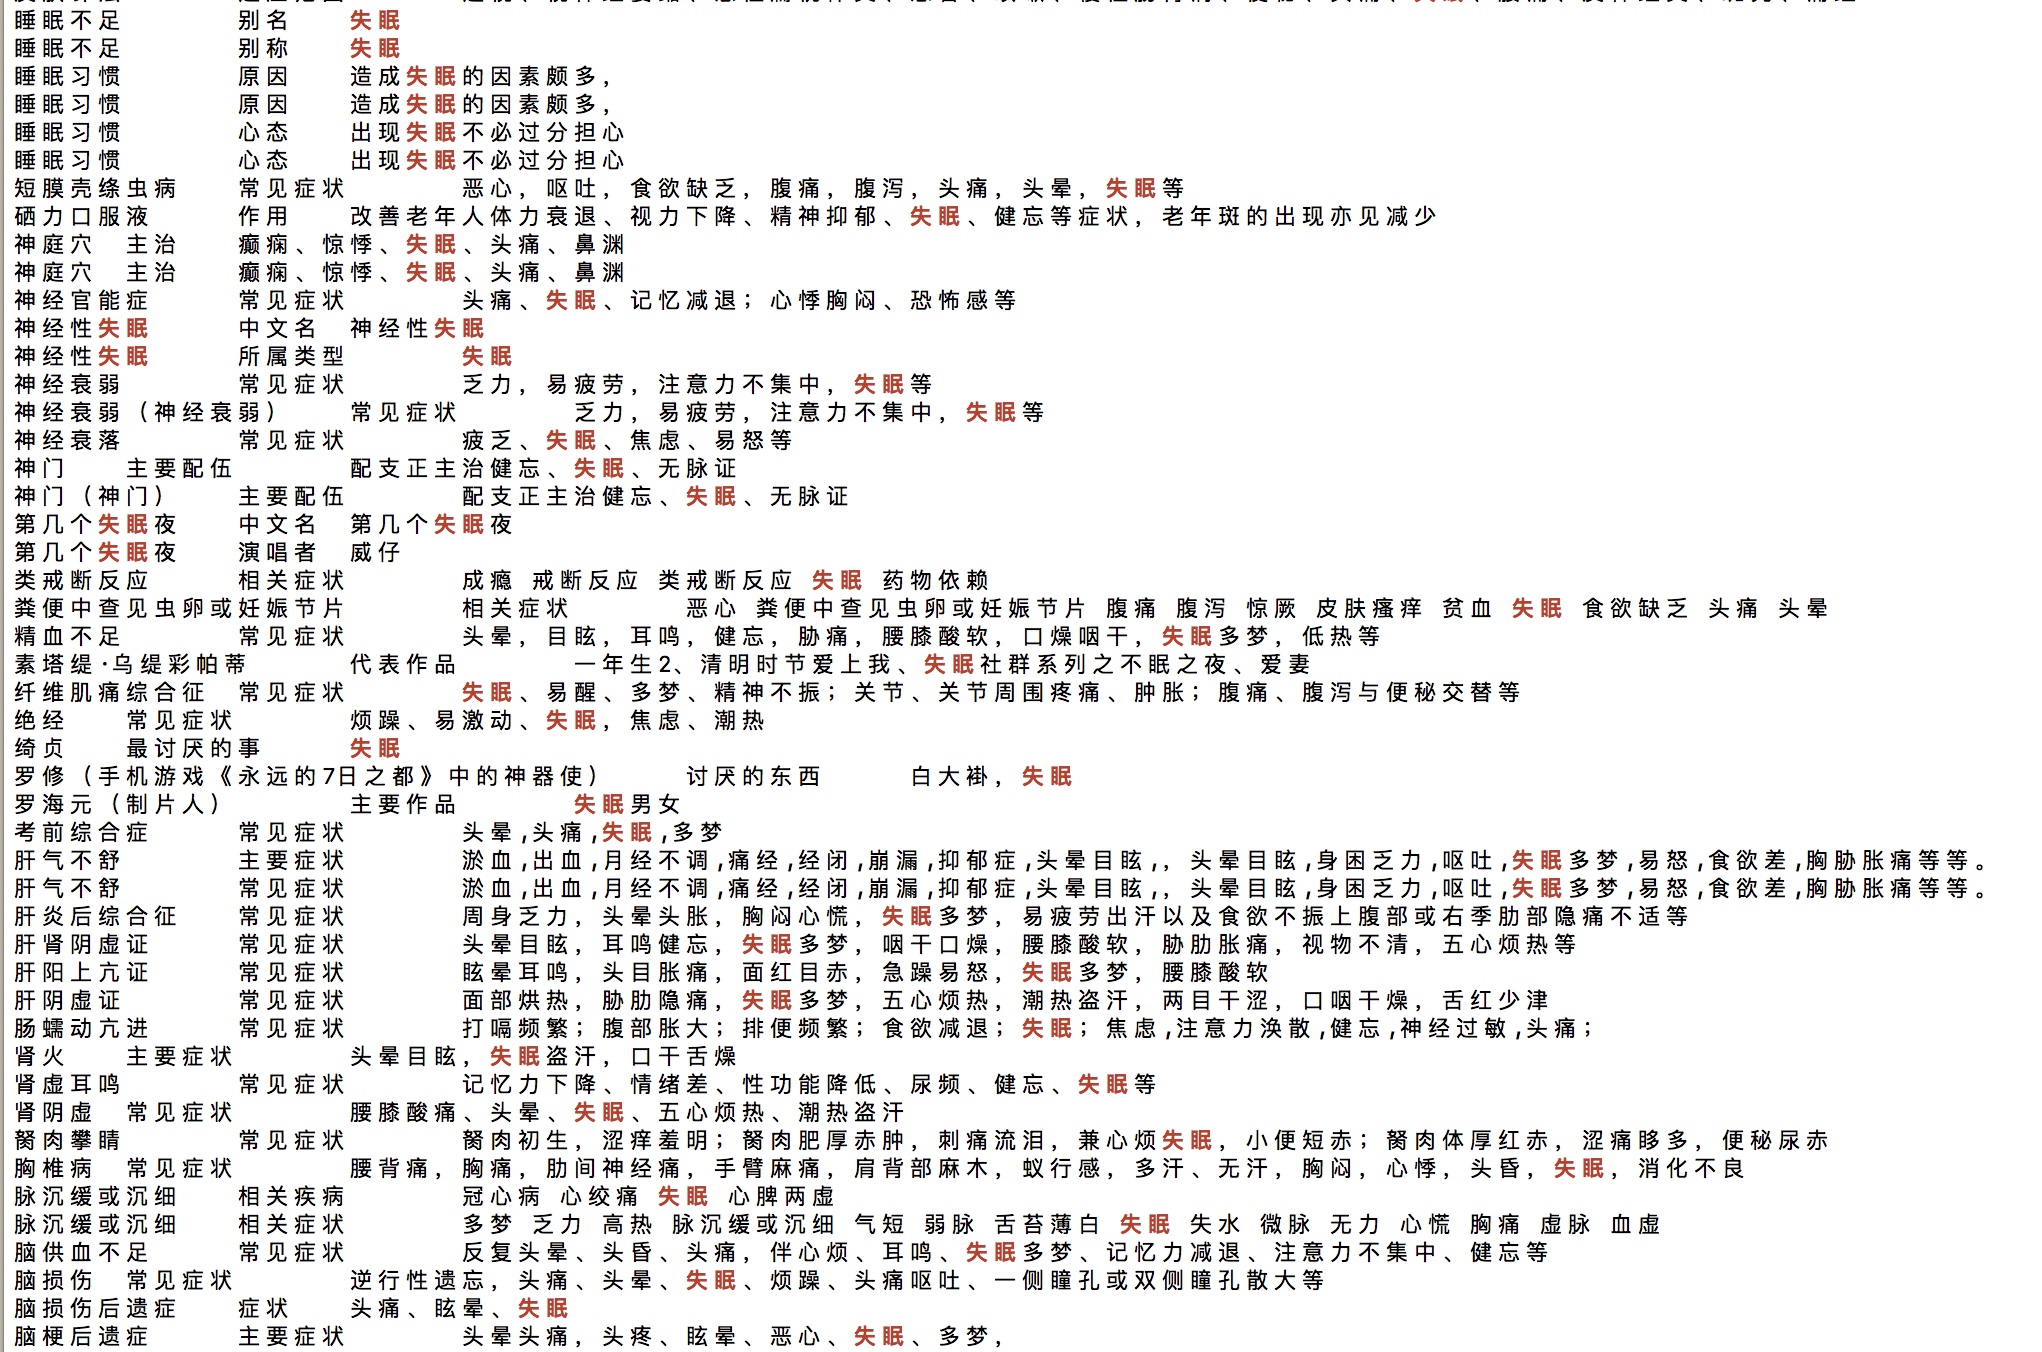 睡眠不足 别名 失眠
睡眠不足 别称 失眠
睡眠习惯 原因 造成失眠的因素颇多，
睡眠习惯 原因 造成失眠的因素颇多，
睡眠习惯 心态 出现失眠不必过分担心
睡眠习惯 心态 出现失眠不必过分担心
短膜壳绦虫病 常见症状 恶心，呕吐，食欲缺乏，腹痛，腹泻，头痛，头晕，失眠等
硒力口服液 作用 改善老年人体力衰退、视力下降、精神抑郁、失眠、健忘等症状，老年斑的出现亦见减少
神庭穴 主治 癫痫、惊悸、失眠、头痛、鼻渊
神庭穴 主治 癫痫、惊悸、失眠、头痛、鼻渊
神经官能症 常见症状 头痛、失眠、记忆减退；心悸胸闷、恐怖感等
神经性失眠 中文名 神经性失眠
神经性失眠 所属类型 失眠
神经衰弱 常见症状 乏力，易疲劳，注意力不集中，失眠等
神经衰弱（神经衰弱） 常见症状 乏力，易疲劳，注意力不集中，失眠等
神经衰落 常见症状 疲乏、失眠、焦虑、易怒等
神门 主要配伍 配支正主治健忘、失眠、无脉证
神门（神门） 主要配伍 配支正主治健忘、失眠、无脉证
第几个失眠夜 中文名 第几个失眠夜
第几个失眠夜 演唱者 威仔
类戒断反应 相关症状 成瘾 戒断反应 类戒断反应 失眠 药物依赖
粪便中查见虫卵或妊娠节片 相关症状 恶心 粪便中查见虫卵或妊娠节片 腹痛 腹泻 惊厥 皮肤瘙痒 贫血 失眠 食欲缺乏 头痛 头晕
精血不足 常见症状 头晕，目眩，耳鸣，健忘，胁痛，腰膝酸软，口燥咽干，失眠多梦，低热等
素塔缇·乌缇彩帕蒂 代表作品 一年生2、清明时节爱上我、失眠社群系列之不眠之夜、爱妻
纤维肌痛综合征 常见症状 失眠、易醒、多梦、精神不振；关节、关节周围疼痛、肿胀；腹痛、腹泻与便秘交替等
绝经 常见症状 烦躁、易激动、失眠，焦虑、潮热
绮贞 最讨厌的事 失眠
罗修（手机游戏《永远的7日之都》中的神器使） 讨厌的东西 白大褂，失眠
罗海元（制片人） 主要作品 失眠男女
考前综合症 常见症状 头晕,头痛,失眠,多梦
肝气不舒 主要症状 淤血,出血,月经不调,痛经,经闭,崩漏,抑郁症,头晕目眩,，头晕目眩,身困乏力,呕吐,失眠多梦,易怒,食欲差,胸胁胀痛等等。
肝气不舒 常见症状 淤血,出血,月经不调,痛经,经闭,崩漏,抑郁症,头晕目眩,，头晕目眩,身困乏力,呕吐,失眠多梦,易怒,食欲差,胸胁胀痛等等。
肝炎后综合征 常见症状 周身乏力，头晕头胀，胸闷心慌，失眠多梦，易疲劳出汗以及食欲不振上腹部或右季肋部隐痛不适等
肝肾阴虚证 常见症状 头晕目眩，耳鸣健忘，失眠多梦，咽干口燥，腰膝酸软，胁肋胀痛，视物不清，五心烦热等
肝阳上亢证 常见症状 眩晕耳鸣，头目胀痛，面红目赤，急躁易怒，失眠多梦，腰膝酸软
肝阴虚证 常见症状 面部烘热，胁肋隐痛，失眠多梦，五心烦热，潮热盗汗，两目干涩，口咽干燥，舌红少津
肠蠕动亢进 常见症状 打嗝频繁；腹部胀大；排便频繁；食欲减退；失眠；焦虑,注意力涣散,健忘,神经过敏,头痛；
肾火 主要症状 头晕目眩，失眠盗汗，口干舌燥
肾虚耳鸣 常见症状 记忆力下降、情绪差、性功能降低、尿频、健忘、失眠等
肾阴虚 常见症状 腰膝酸痛、头晕、失眠、五心烦热、潮热盗汗
胬肉攀睛 常见症状 胬肉初生，涩痒羞明；胬肉肥厚赤肿，刺痛流泪，兼心烦失眠，小便短赤；胬肉体厚红赤，涩痛眵多，便秘尿赤
胸椎病 常见症状 腰背痛，胸痛，肋间神经痛，手臂麻痛，肩背部麻木，蚁行感，多汗、无汗，胸闷，心悸，头昏，失眠，消化不良
脉沉缓或沉细 相关疾病 冠心病 心绞痛 失眠 心脾两虚
脉沉缓或沉细 相关症状 多梦 乏力 高热 脉沉缓或沉细 气短 弱脉 舌苔薄白 失眠 失水 微脉 无力 心慌 胸痛 虚脉 血虚
脑供血不足 常见症状 反复头晕、头昏、头痛，伴心烦、耳鸣、失眠多梦、记忆力减退、注意力不集中、健忘等
脑损伤 常见症状 逆行性遗忘，头痛、头晕、失眠、烦躁、头痛呕吐、一侧瞳孔或双侧瞳孔散大等
脑损伤后遗症 症状 头痛、眩晕、失眠
脑梗后遗症 主要症状 头晕头痛，头疼、眩晕、恶心、失眠、多梦，